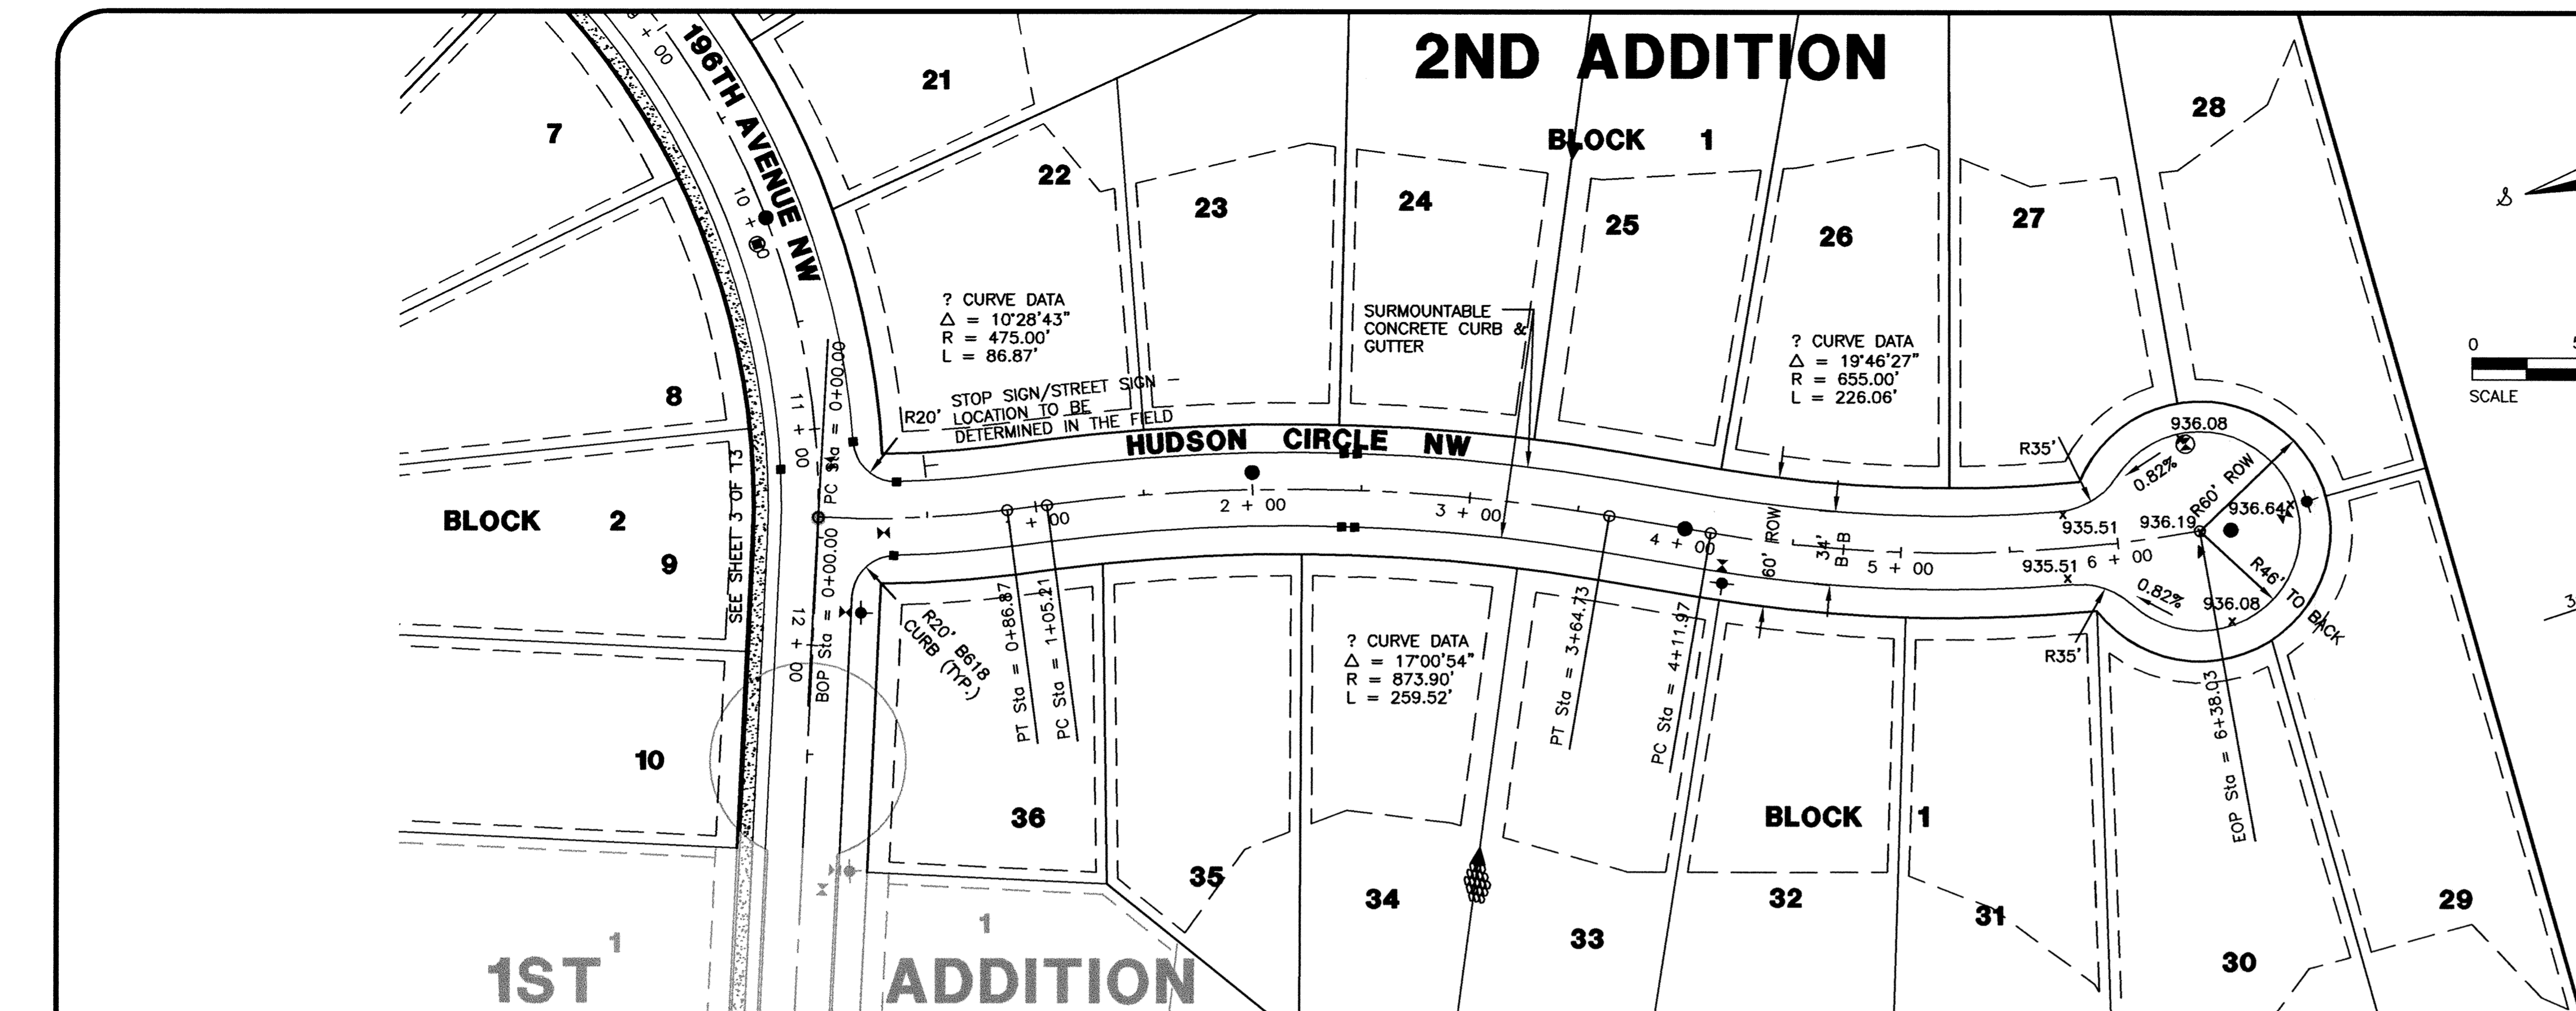 2ND ADDITION
BLOCK 1
196TH AVENUE NW
+ 00
10 + 00
11 + 00
12 + 00
7
8
9
10
BLOCK 2
21
22
23
24
25
26
27
28
S
0
SCALE
? CURVE DATA
Δ = 10°28'43"
R = 475.00'
L = 86.87'
STOP SIGN/STREET SIGN
LOCATION TO BE
DETERMINED IN THE FIELD
R20'
SURMOUNTABLE
CONCRETE CURB &
GUTTER
? CURVE DATA
Δ = 19°46'27"
R = 655.00'
L = 226.06'
HUDSON CIRCLE NW
SEE SHEET 3 OF 13
PC Sta = 0+00.00
BOP Sta = 0+00.00
+ 00
2 + 00
3 + 00
4 + 00
5 + 00
6 + 00
60' ROW
34'
B-B
R35'
936.08
0.82%
R60' ROW
936.64
935.51
936.19
935.51
0.82%
936.08
R46' TO BACK
R35'
R20' B618
CURB (TYP.)
PT Sta = 0+86.87
PC Sta = 1+05.21
? CURVE DATA
Δ = 17°00'54"
R = 873.90'
L = 259.52'
PT Sta = 3+64.73
PC Sta = 4+11.97
EOP Sta = 6+38.03
36
35
34
33
32
31
30
29
BLOCK 1
1
1
1ST ADDITION